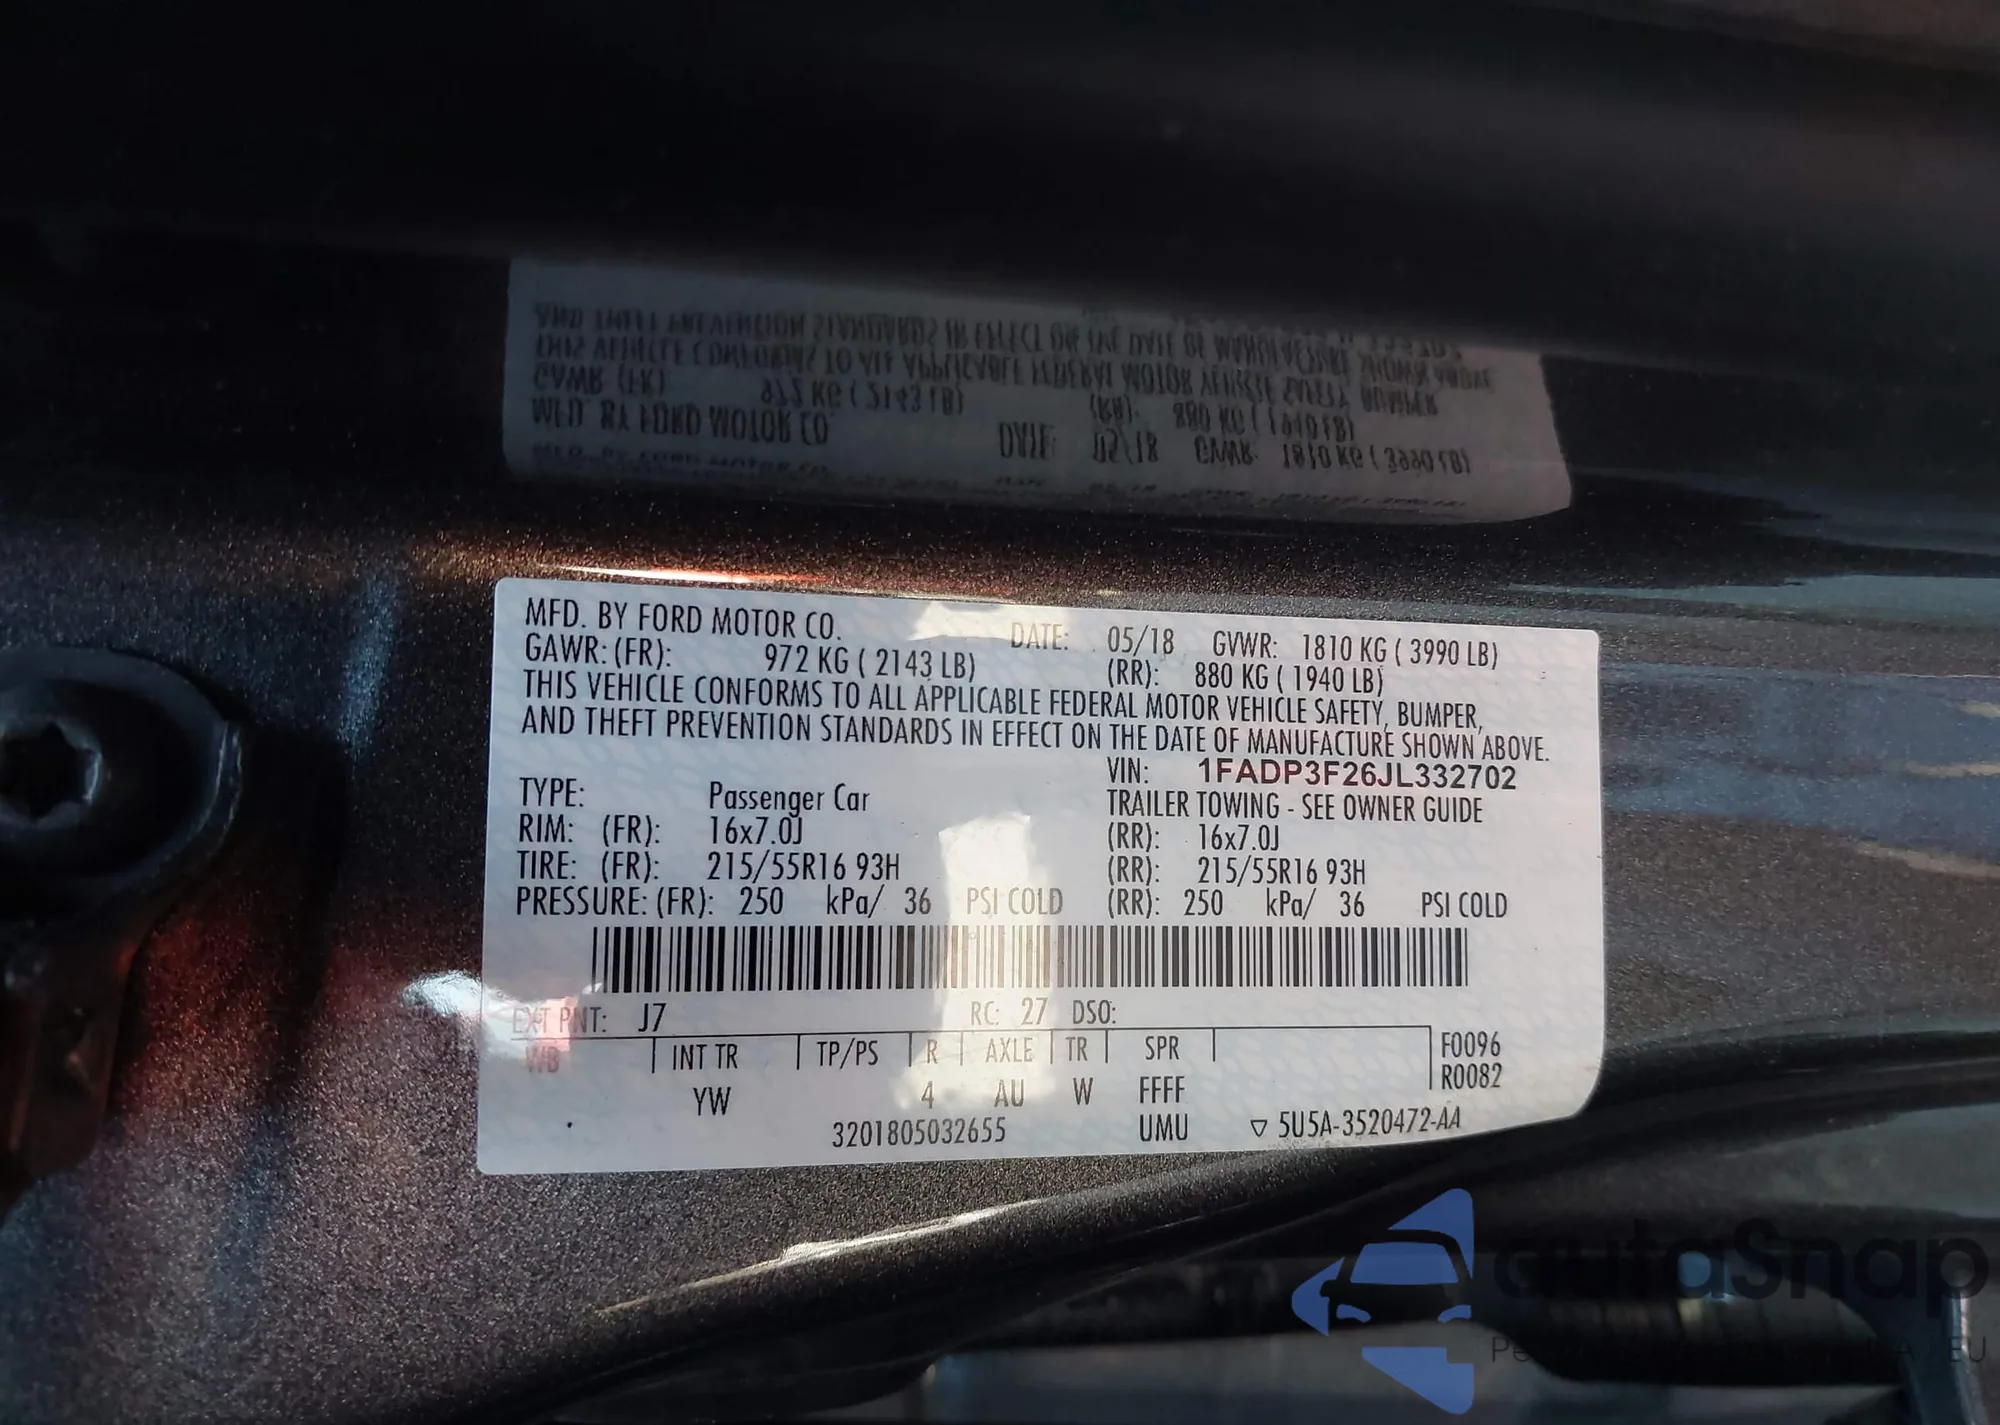 MFD. BY FORD MOTOR CO. DATE: 05/18 GVWR: 1810 KG ( 3990 LB)
GAWR: (FR): 972 KG ( 2143 LB) (RR): 880 KG ( 1940 LB)
THIS VEHICLE CONFORMS TO ALL APPLICABLE FEDERAL MOTOR VEHICLE SAFETY, BUMPER,
AND THEFT PREVENTION STANDARDS IN EFFECT ON THE DATE OF MANUFACTURE SHOWN ABOVE.
VIN: 1FADP3F26JL332702
TYPE: Passenger Car TRAILER TOWING - SEE OWNER GUIDE
RIM: (FR): 16x7.0J (RR): 16x7.0J
TIRE: (FR): 215/55R16 93H (RR): 215/55R16 93H
PRESSURE: (FR): 250 kPa/ 36 PSI COLD (RR): 250 kPa/ 36 PSI COLD
EXT PNT: J7 RC: 27 DSO:
WB INT TR TP/PS R AXLE TR SPR F0096
R0082
YW 4 AU W FFFF
3201805032655 UMU ▽ 5U5A-3520472-AA
autaSnap
EU